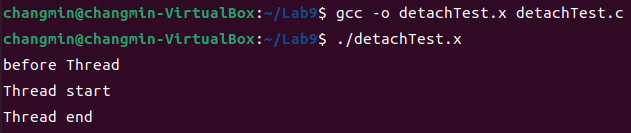 changmin@changmin-VirtualBox:~/Lab9$ gcc -o detachTest.x detachTest.c
changmin@changmin-VirtualBox:~/Lab9$ ./detachTest.x
before Thread
Thread start
Thread end